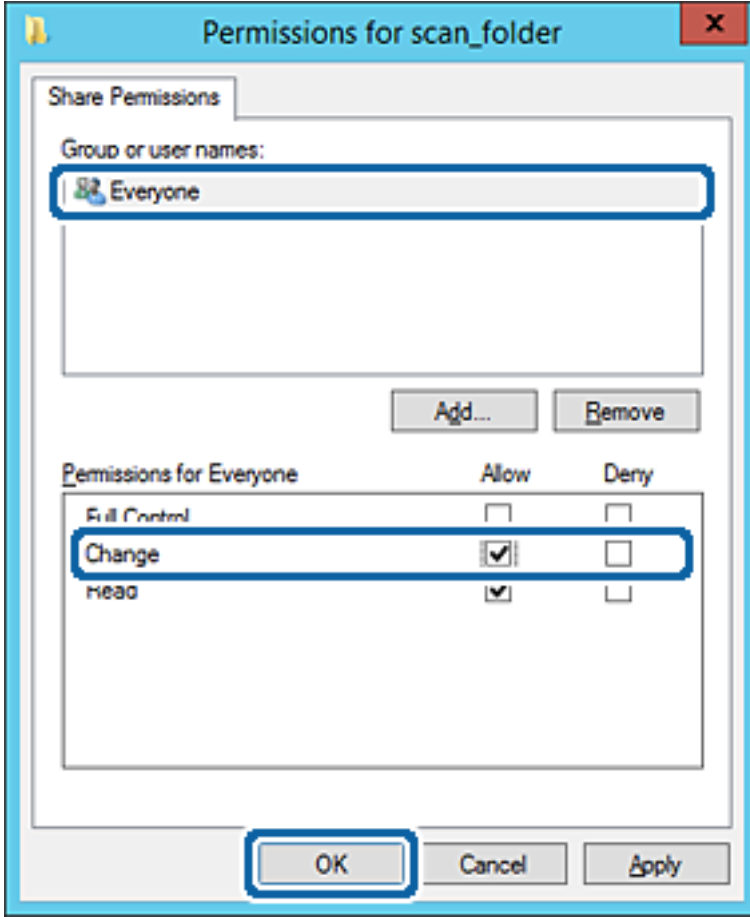 Permissions for scan_folder
x
Share Permissions
Group or user names:
Everyone
Add... Remove
Permissions for Everyone Allow Deny
Full Control
Change
Read
OK Cancel Apply